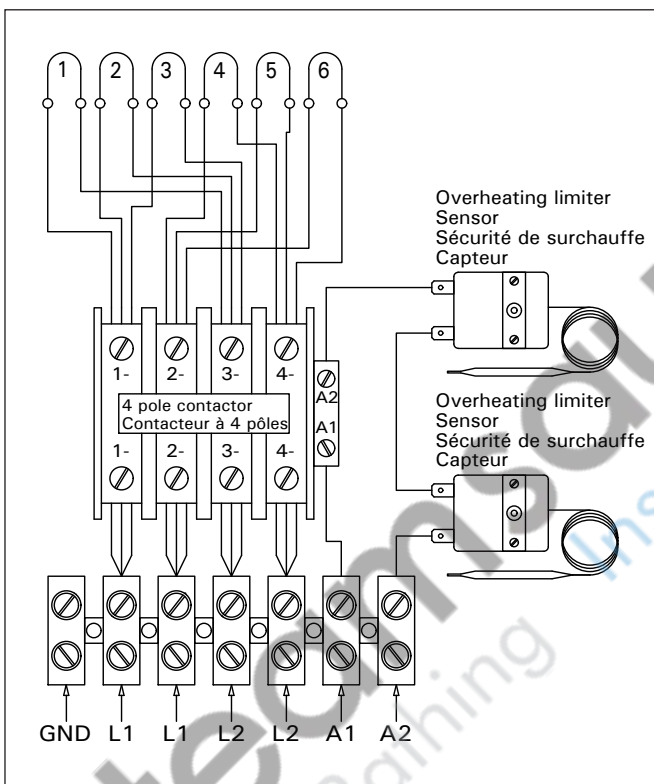 1 2 3 4 5 6
Overheating limiter
Sensor
Sécurité de surchauffe
Capteur
1- 2- 3- 4-
A2
4 pole contactor
Contacteur à 4 pôles
A1
1- 2- 3- 4-
Overheating limiter
Sensor
Sécurité de surchauffe
Capteur
GND L1 L1 L2 L2 A1 A2